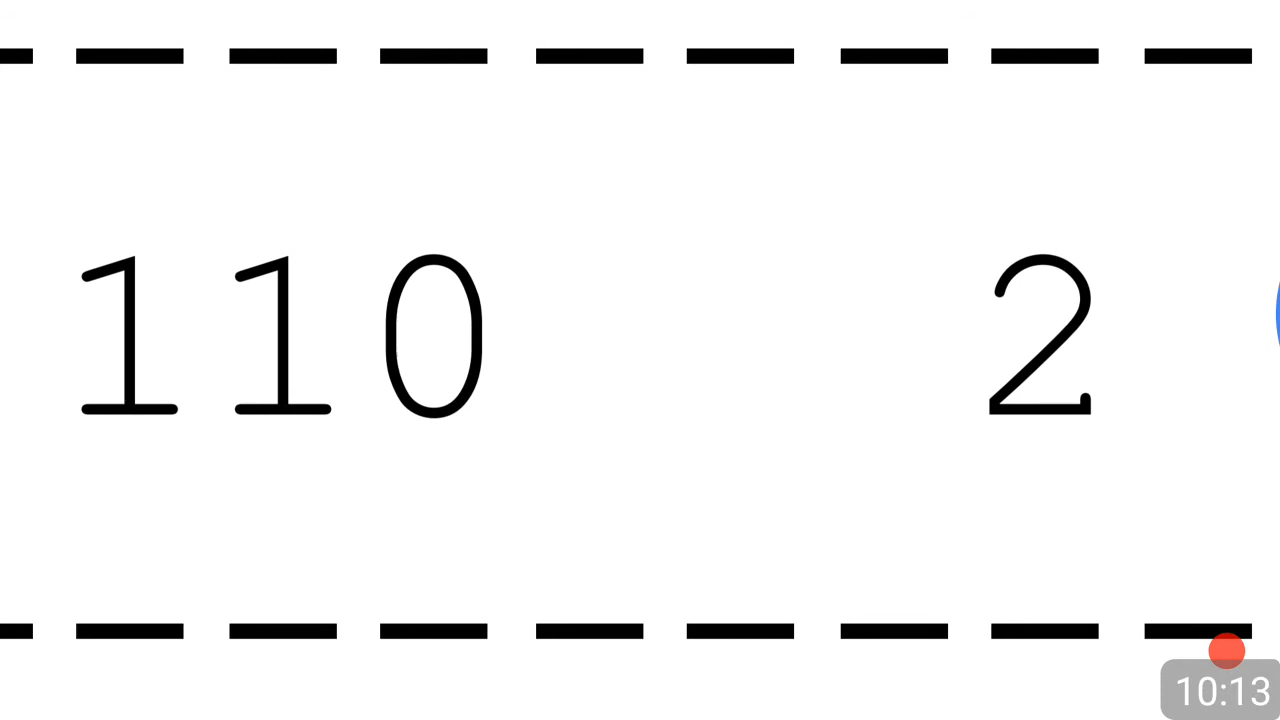 - - - - - - - - -
110 2
- - - - - - - - -
10:13